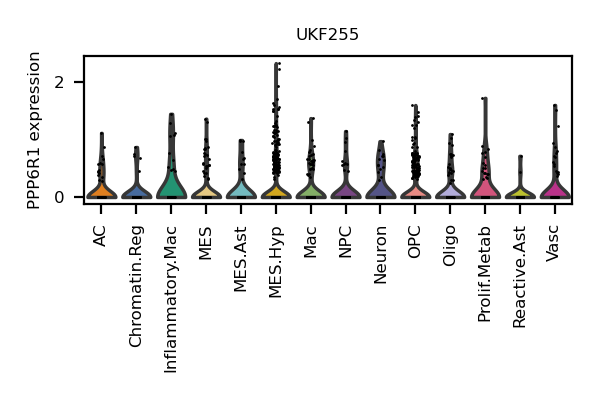 UKF255
PPP6R1 expression
2
0
AC
Chromatin.Reg
Inflammatory.Mac
MES
MES.Ast
MES.Hyp
Mac
NPC
Neuron
OPC
Oligo
Prolif.Metab
Reactive.Ast
Vasc